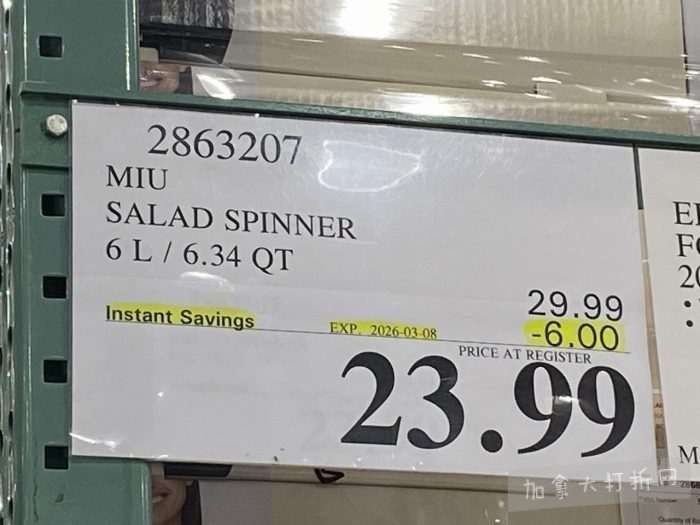 2863207
MIU
SALAD SPINNER
6 L / 6.34 QT
29.99
Instant Savings EXP. 2026-03-08 -6.00
PRICE AT REGISTER
23.99
加拿大打折网